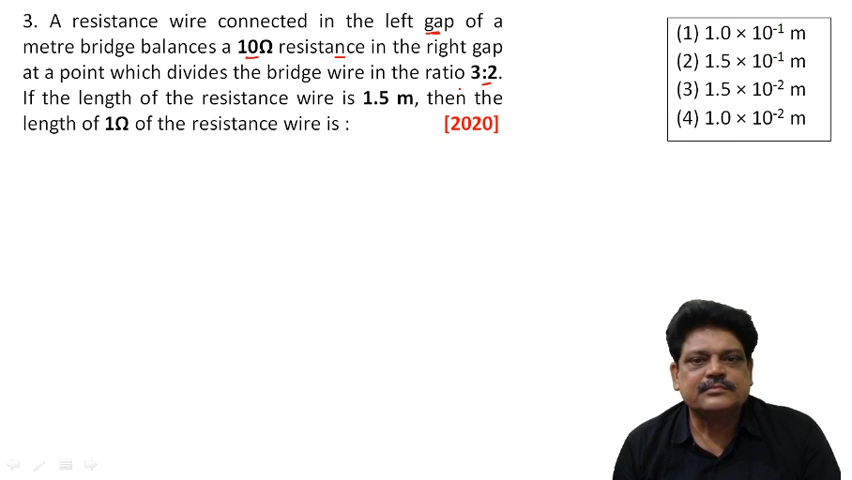 3. A resistance wire connected in the left gap of a
metre bridge balances a 10Ω resistance in the right gap
at a point which divides the bridge wire in the ratio 3:2.
If the length of the resistance wire is 1.5 m, then the
length of 1Ω of the resistance wire is : [2020]
(1) 1.0 × 10⁻¹ m
(2) 1.5 × 10⁻¹ m
(3) 1.5 × 10⁻² m
(4) 1.0 × 10⁻² m